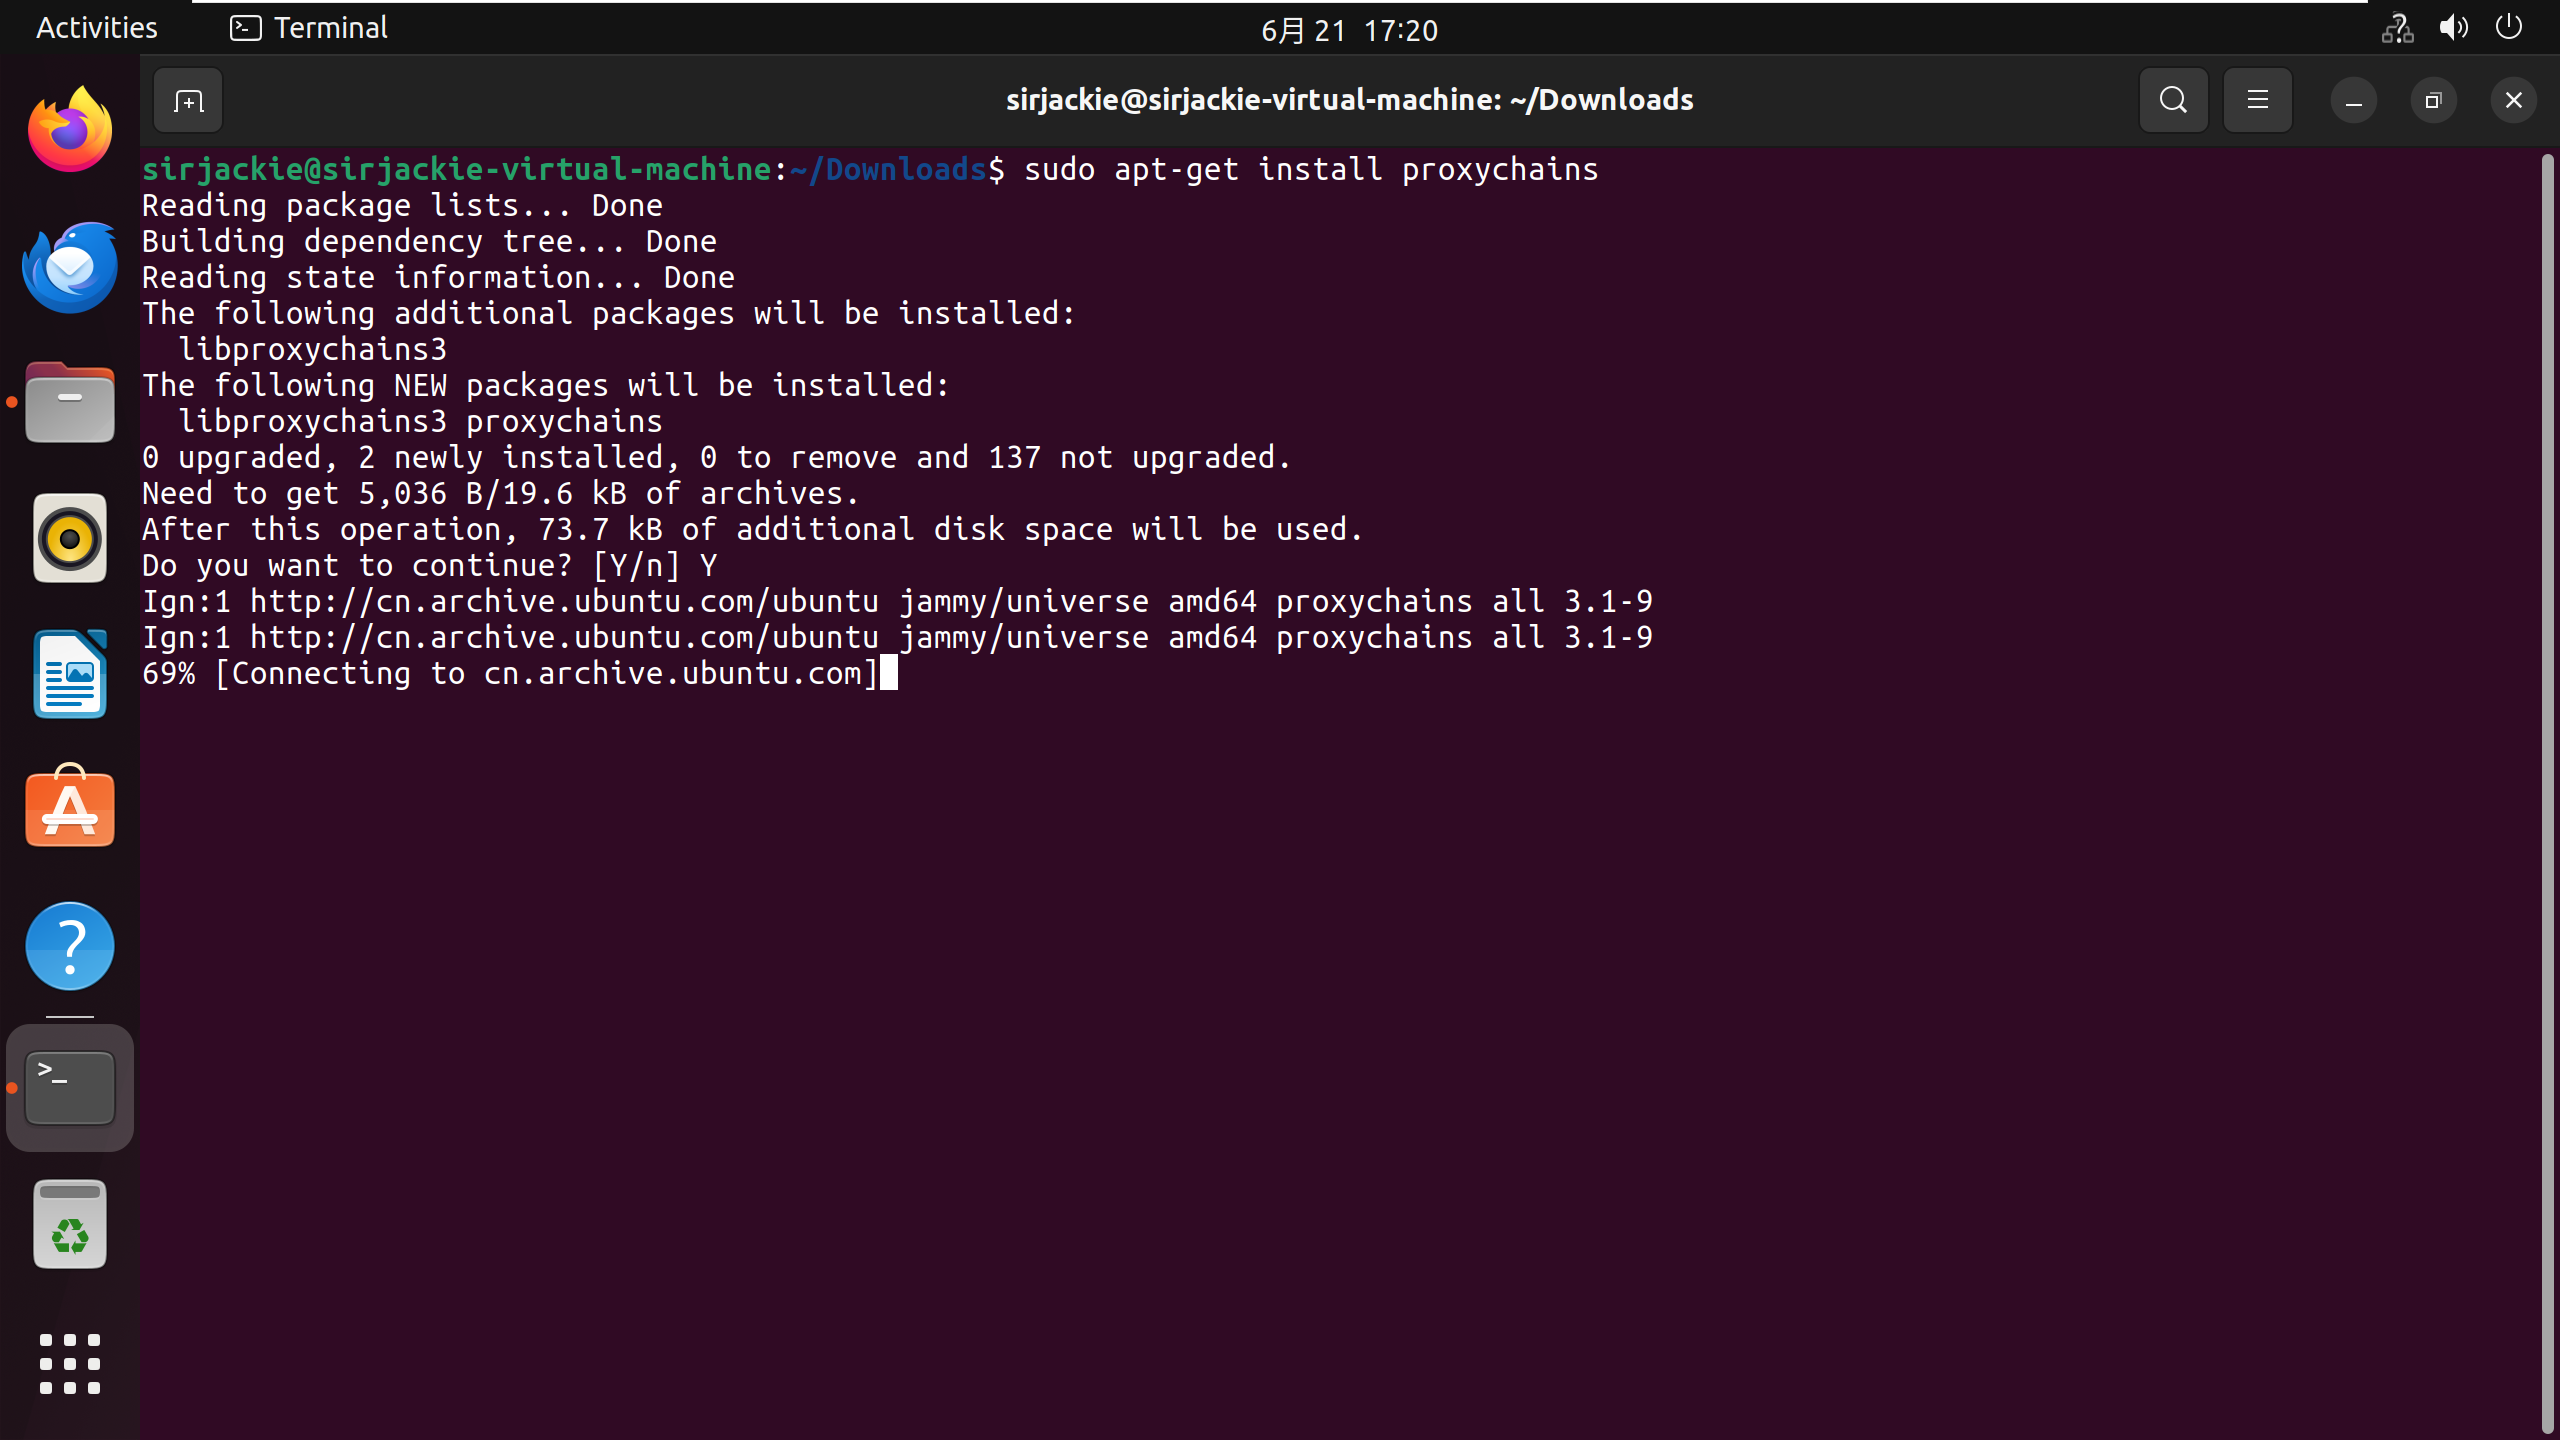 Activities
Terminal
6月 21 17:20
sirjackie@sirjackie-virtual-machine: ~/Downloads
sirjackie@sirjackie-virtual-machine:~/Downloads$ sudo apt-get install proxychains
Reading package lists... Done
Building dependency tree... Done
Reading state information... Done
The following additional packages will be installed:
  libproxychains3
The following NEW packages will be installed:
  libproxychains3 proxychains
0 upgraded, 2 newly installed, 0 to remove and 137 not upgraded.
Need to get 5,036 B/19.6 kB of archives.
After this operation, 73.7 kB of additional disk space will be used.
Do you want to continue? [Y/n] Y
Ign:1 http://cn.archive.ubuntu.com/ubuntu jammy/universe amd64 proxychains all 3.1-9
Ign:1 http://cn.archive.ubuntu.com/ubuntu jammy/universe amd64 proxychains all 3.1-9
69% [Connecting to cn.archive.ubuntu.com]